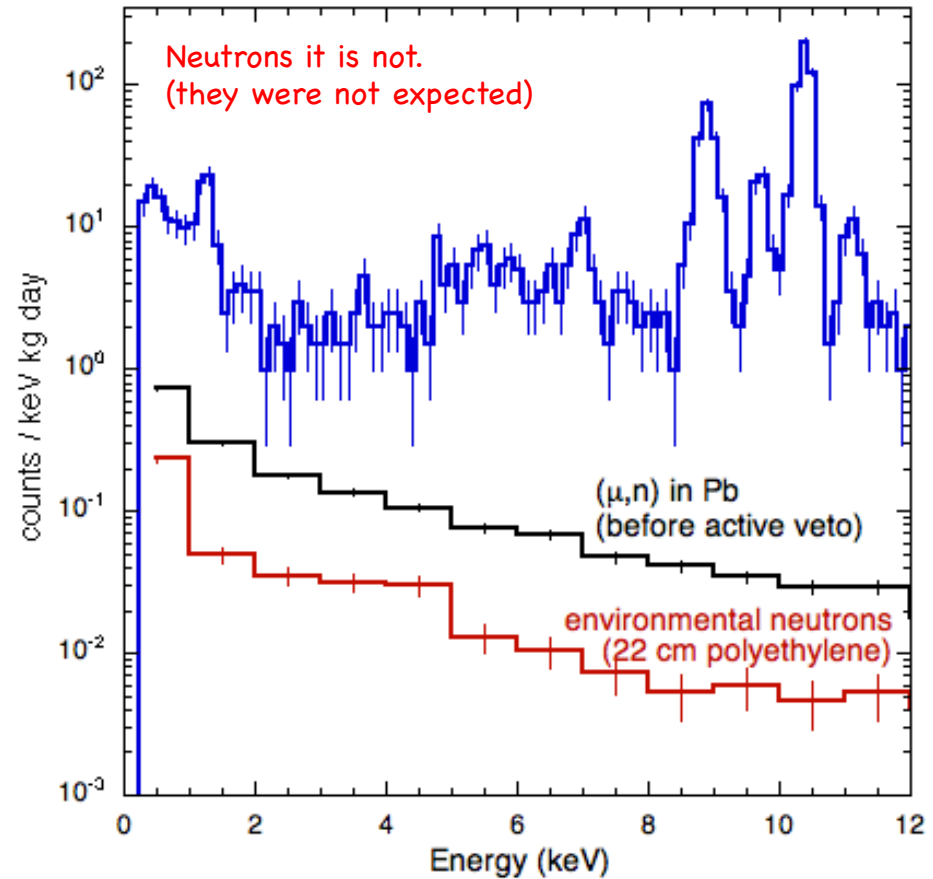 Neutrons it is not.
(they were not expected)
10²
10¹
10⁰
10⁻¹
10⁻²
10⁻³
counts / keV kg day
(μ,n) in Pb
(before active veto)
environmental neutrons
(22 cm polyethylene)
0 2 4 6 8 10 12
Energy (keV)